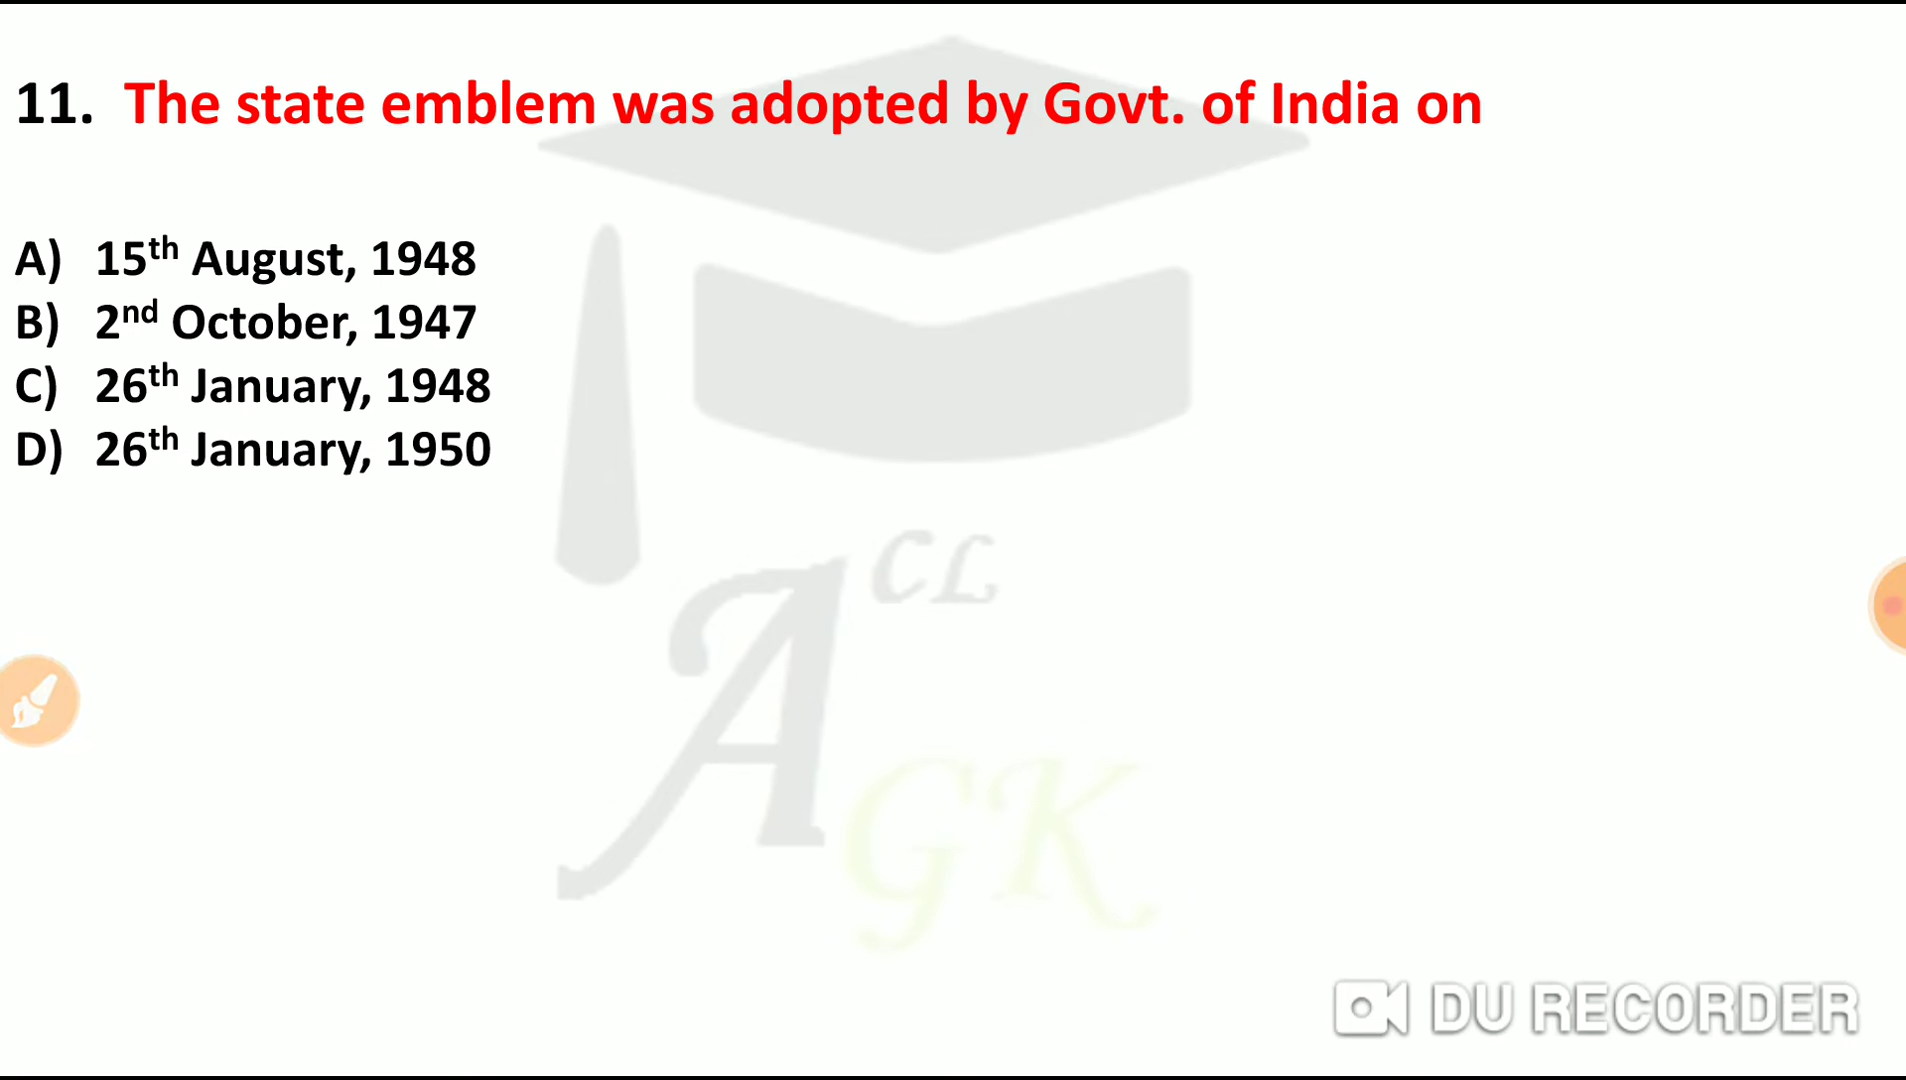 11. The state emblem was adopted by Govt. of India on
A) 15th August, 1948
B) 2nd October, 1947
C) 26th January, 1948
D) 26th January, 1950
CL
A
GK
DU RECORDER